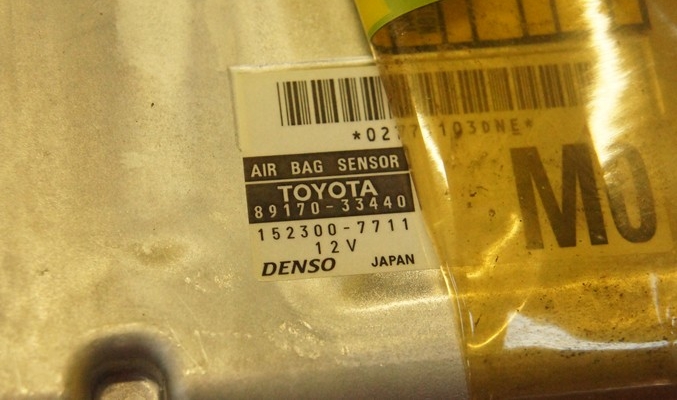 AIR BAG SENSOR
TOYOTA
89170-33440
152300-7711
12V
DENSO JAPAN
M0